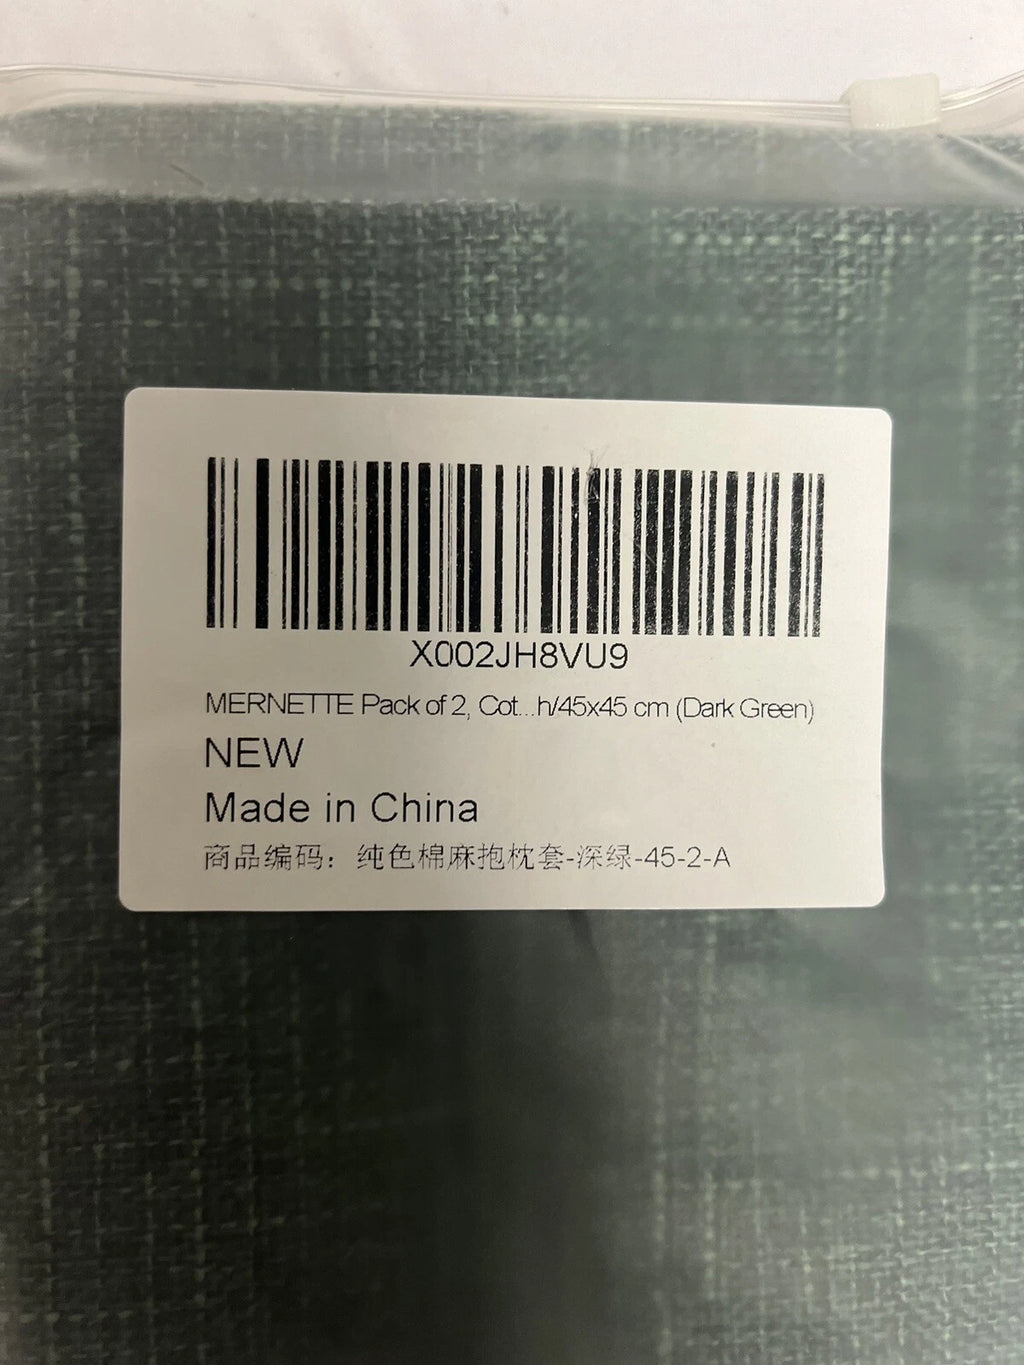 X002JH8VU9
MERNETTE Pack of 2, Cot...h/45x45 cm (Dark Green)
NEW
Made in China
商品编码：纯色棉麻抱枕套-深绿-45-2-A